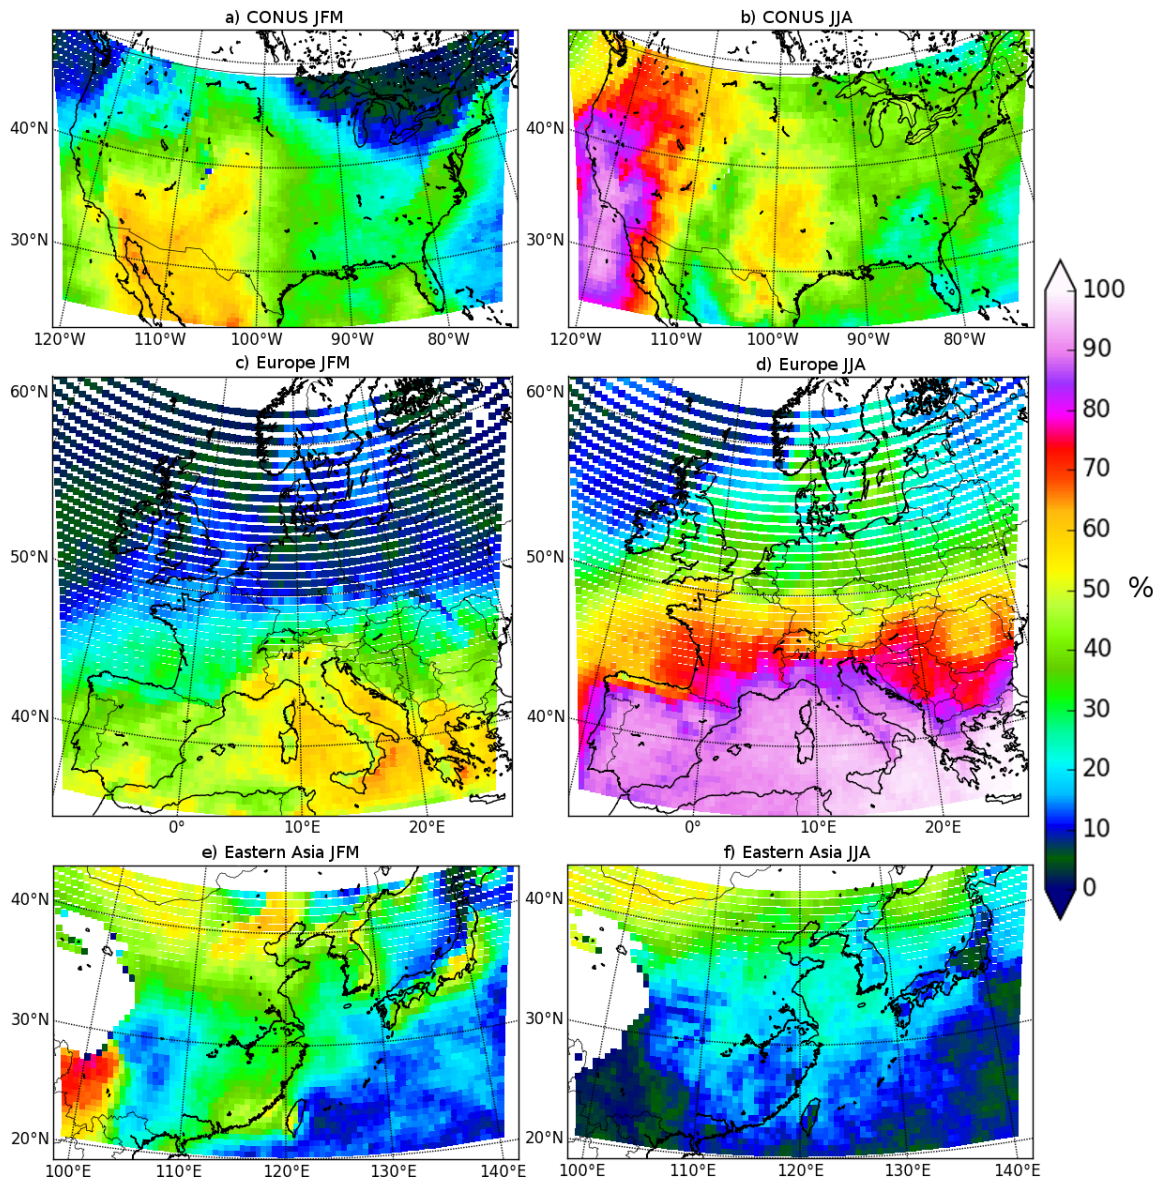 a) CONUS JFM
b) CONUS JJA
40°N
30°N
120°W 110°W 100°W 90°W 80°W
40°N
30°N
120°W 110°W 100°W 90°W 80°W
c) Europe JFM
d) Europe JJA
60°N
50°N
40°N
0° 10°E 20°E
60°N
50°N
40°N
0° 10°E 20°E
e) Eastern Asia JFM
f) Eastern Asia JJA
40°N
30°N
20°N
100°E 110°E 120°E 130°E 140°E
40°N
30°N
20°N
100°E 110°E 120°E 130°E 140°E
100
90
80
70
60
50
40
30
20
10
0
%